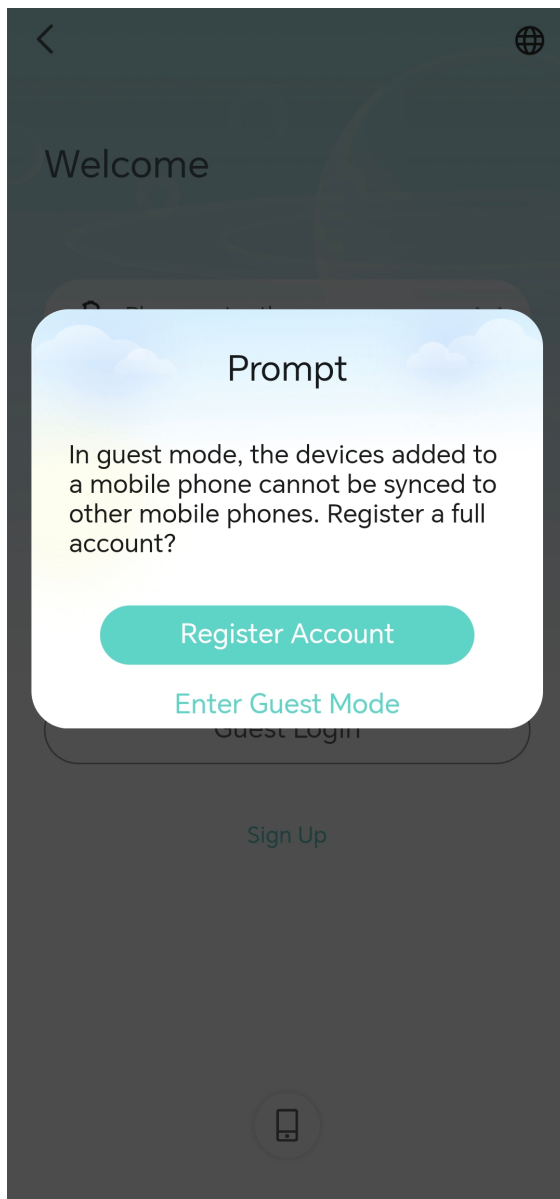 Welcome
Prompt
In guest mode, the devices added to
a mobile phone cannot be synced to
other mobile phones. Register a full
account?
Register Account
Enter Guest Mode
Guest Login
Sign Up